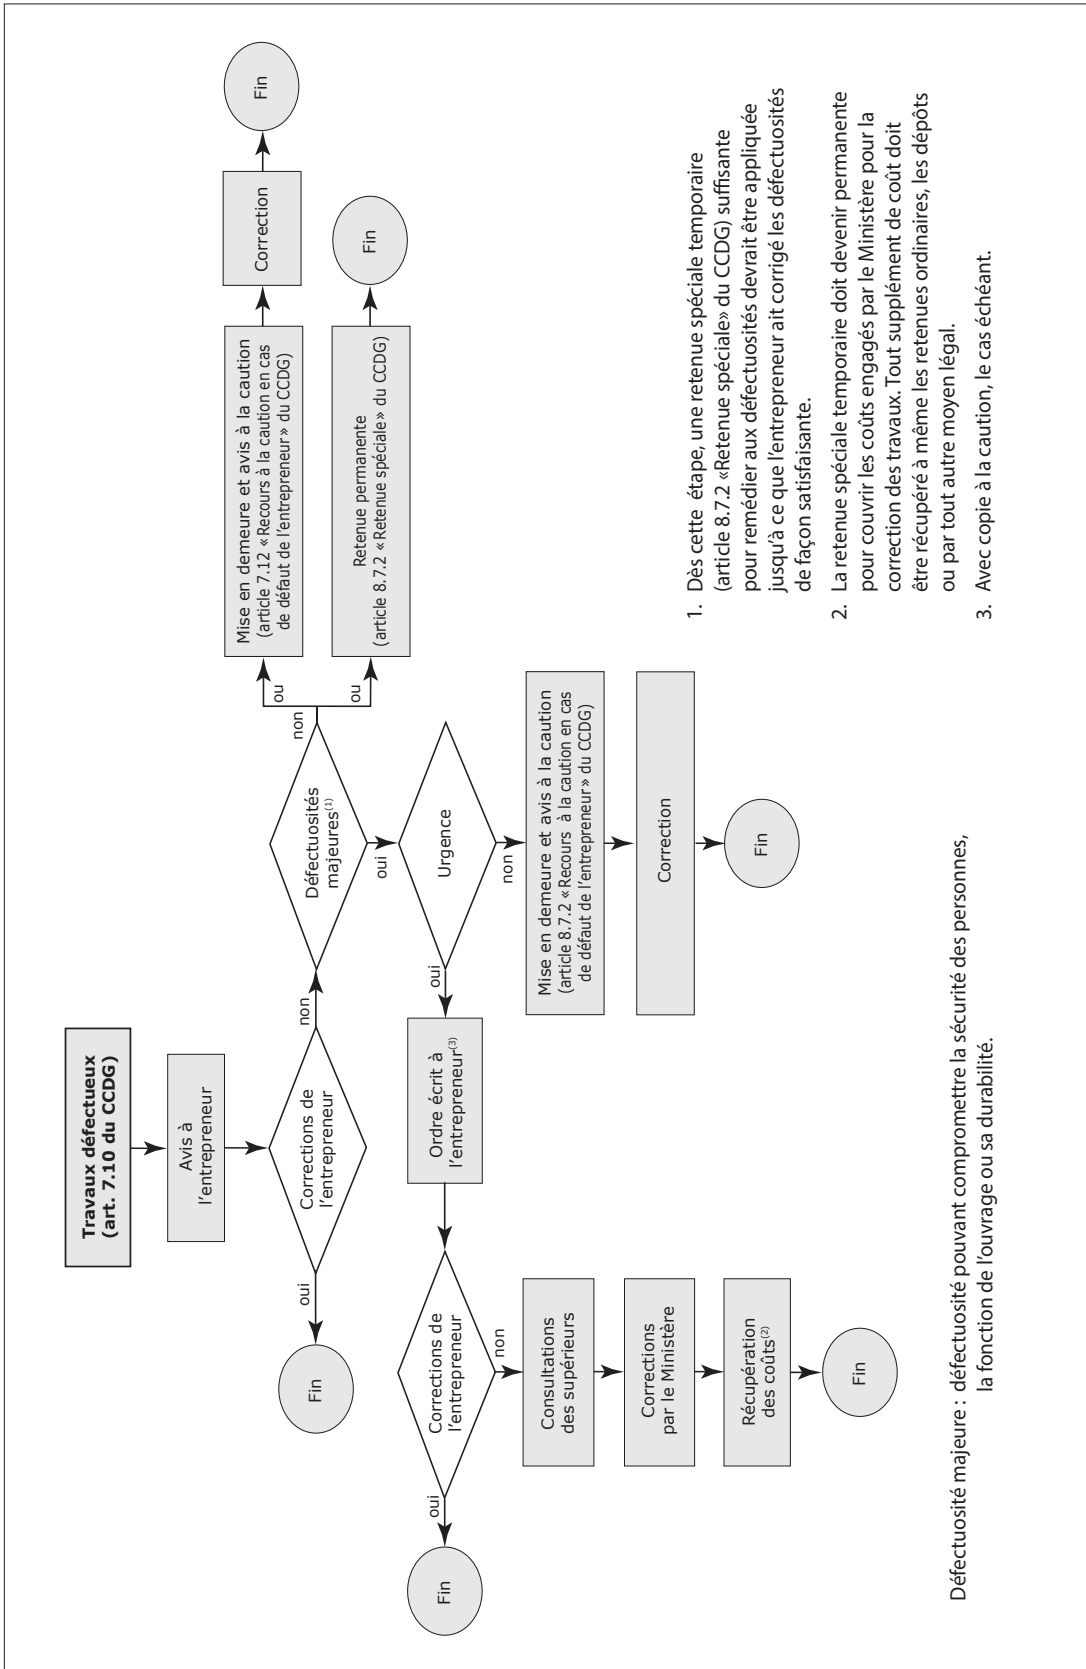 Travaux défectueux
(art. 7.10 du CCDG)
Avis à
l'entrepreneur
Corrections de
l'entrepreneur
oui
non
Fin
Défectuosités
majeures(1)
non
ou
ou
oui
Mise en demeure et avis à la caution
(article 7.12 « Recours à la caution en cas
de défaut de l'entrepreneur » du CCDG)
Correction
Fin
Retenue permanente
(article 8.7.2 « Retenue spéciale » du CCDG)
Fin
Urgence
oui
non
Ordre écrit à
l'entrepreneur(3)
Mise en demeure et avis à la caution
(article 8.7.2 « Recours à la caution en cas
de défaut de l'entrepreneur » du CCDG)
Correction
Fin
Corrections de
l'entrepreneur
oui
non
Fin
Consultations
des supérieurs
Corrections
par le Ministère
Récupération
des coûts(2)
Fin
Défectuosité majeure : défectuosité pouvant compromettre la sécurité des personnes,
la fonction de l'ouvrage ou sa durabilité.
1. Dès cette étape, une retenue spéciale temporaire
(article 8.7.2 «Retenue spéciale» du CCDG) suffisante
pour remédier aux défectuosités devrait être appliquée
jusqu'à ce que l'entrepreneur ait corrigé les défectuosités
de façon satisfaisante.
2. La retenue spéciale temporaire doit devenir permanente
pour couvrir les coûts engagés par le Ministère pour la
correction des travaux. Tout supplément de coût doit
être récupéré à même les retenues ordinaires, les dépôts
ou par tout autre moyen légal.
3. Avec copie à la caution, le cas échéant.